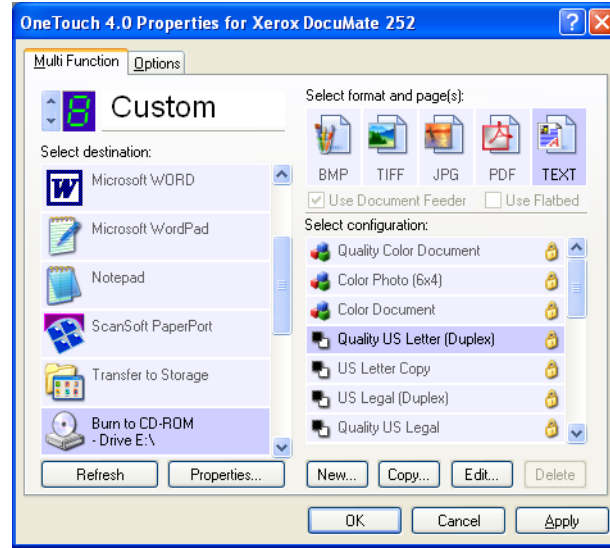 OneTouch 4.0 Properties for Xerox DocuMate 252
Multi Function
Options
8
Custom
Select destination:
Microsoft WORD
Microsoft WordPad
Notepad
ScanSoft PaperPort
Transfer to Storage
Burn to CD-ROM
- Drive E:\
Refresh
Properties...
Select format and page(s):
BMP TIFF JPG PDF TEXT
Use Document Feeder
Use Flatbed
Select configuration:
Quality Color Document
Color Photo (6x4)
Color Document
Quality US Letter (Duplex)
US Letter Copy
US Legal (Duplex)
Quality US Legal
New... Copy... Edit... Delete
OK Cancel Apply